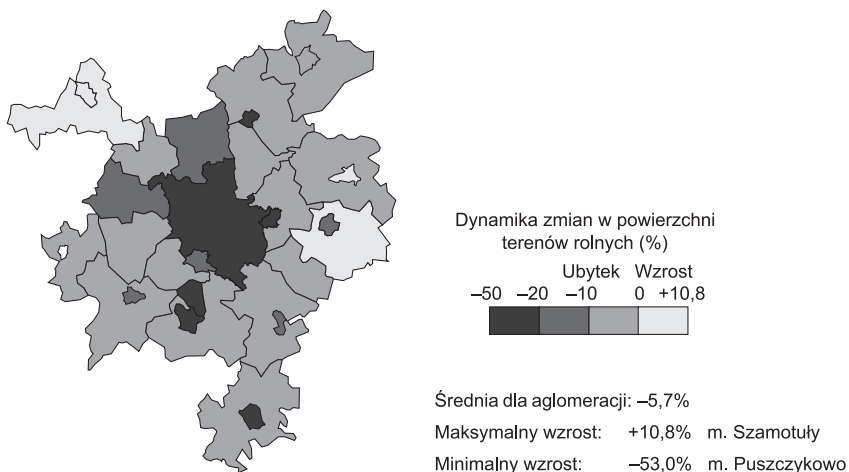 Dynamika zmian w powierzchni
terenów rolnych (%)
Ubytek Wzrost
–50 –20 –10 0 +10,8
Średnia dla aglomeracji: –5,7%
Maksymalny wzrost: +10,8% m. Szamotuły
Minimalny wzrost: –53,0% m. Puszczykowo